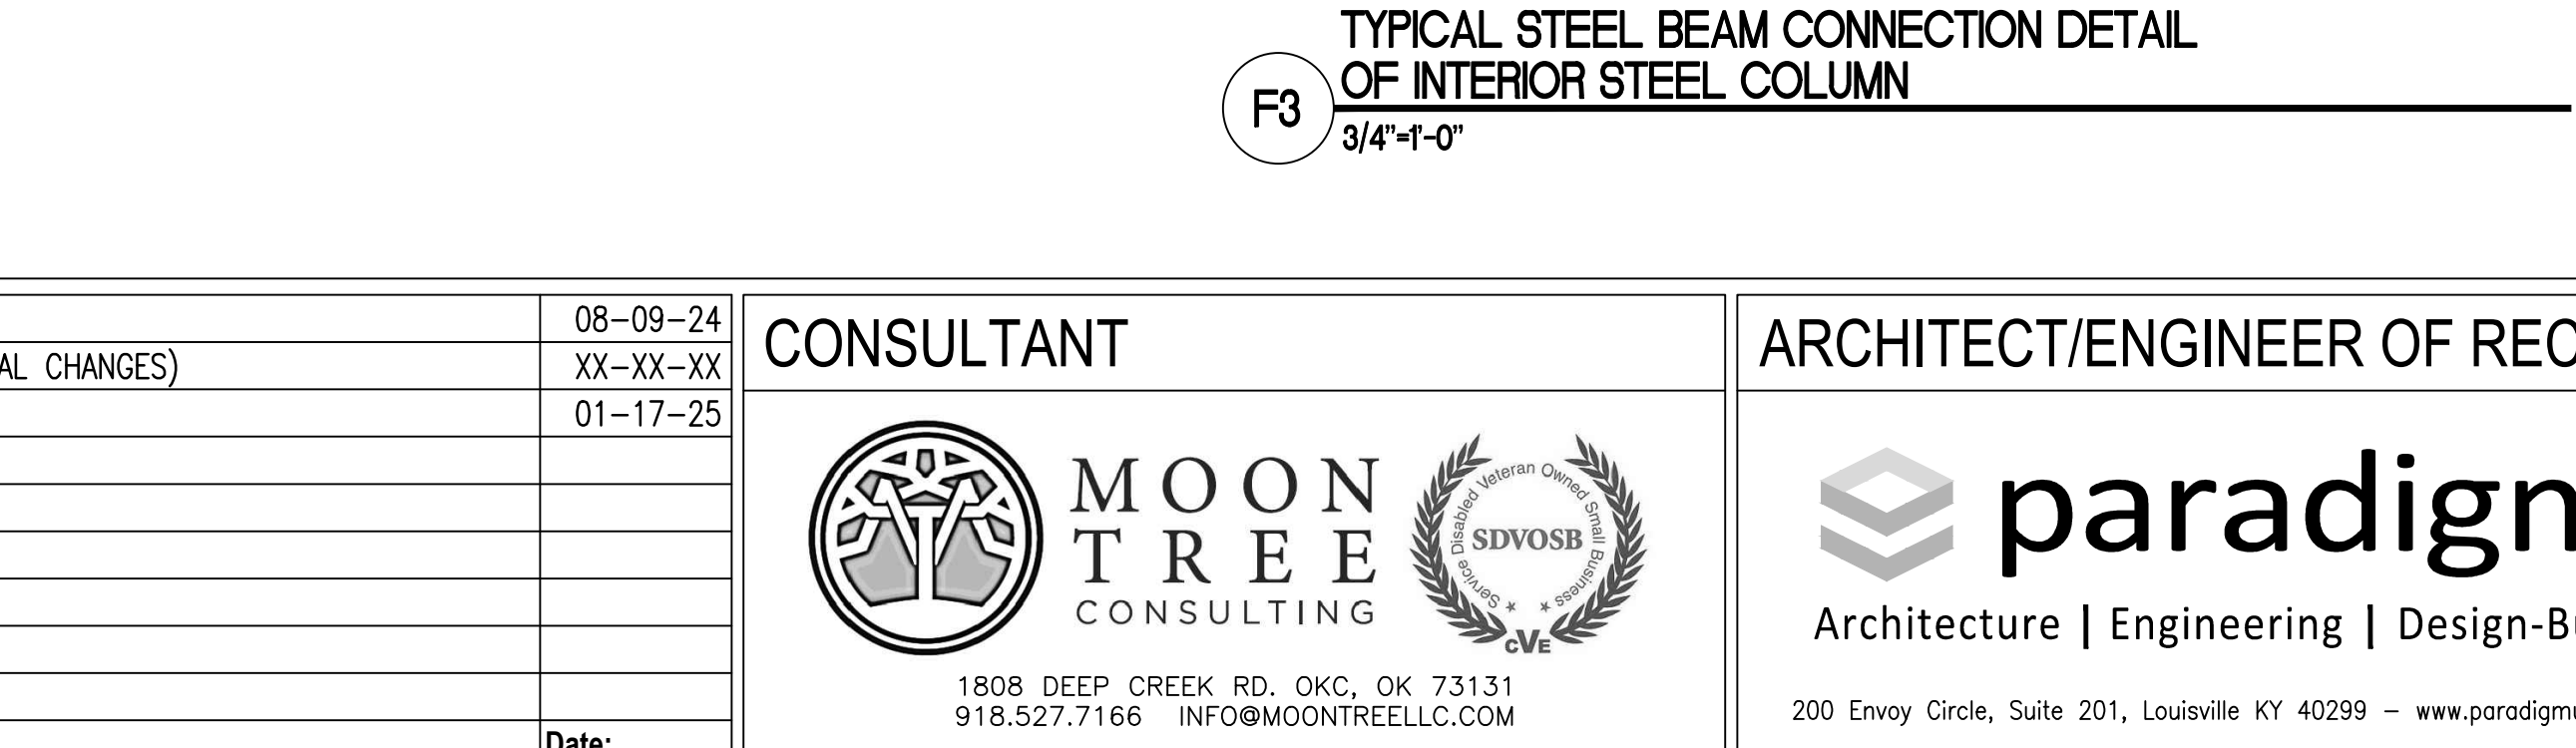 TYPICAL STEEL BEAM CONNECTION DETAIL
OF INTERIOR STEEL COLUMN
F3
3/4"=1'-0"
08-09-24
AL CHANGES)
XX-XX-XX
01-17-25
Date:
CONSULTANT
MOON
TREE
CONSULTING
Service Disabled Veteran Owned Small Business
SDVOSB
CVE
1808 DEEP CREEK RD. OKC, OK 73131
918.527.7166 INFO@MOONTREELLC.COM
ARCHITECT/ENGINEER OF REC
paradigm
Architecture | Engineering | Design-Bu
200 Envoy Circle, Suite 201, Louisville KY 40299 – www.paradigmu